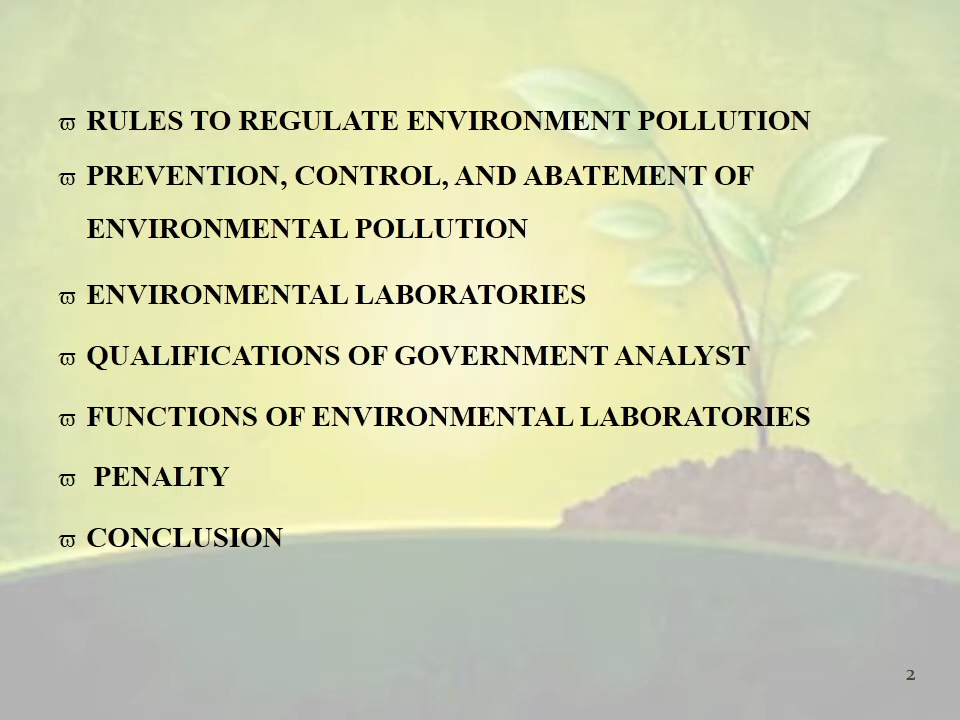 ϖ RULES TO REGULATE ENVIRONMENT POLLUTION
ϖ PREVENTION, CONTROL, AND ABATEMENT OF
ENVIRONMENTAL POLLUTION
ϖ ENVIRONMENTAL LABORATORIES
ϖ QUALIFICATIONS OF GOVERNMENT ANALYST
ϖ FUNCTIONS OF ENVIRONMENTAL LABORATORIES
ϖ PENALTY
ϖ CONCLUSION
2